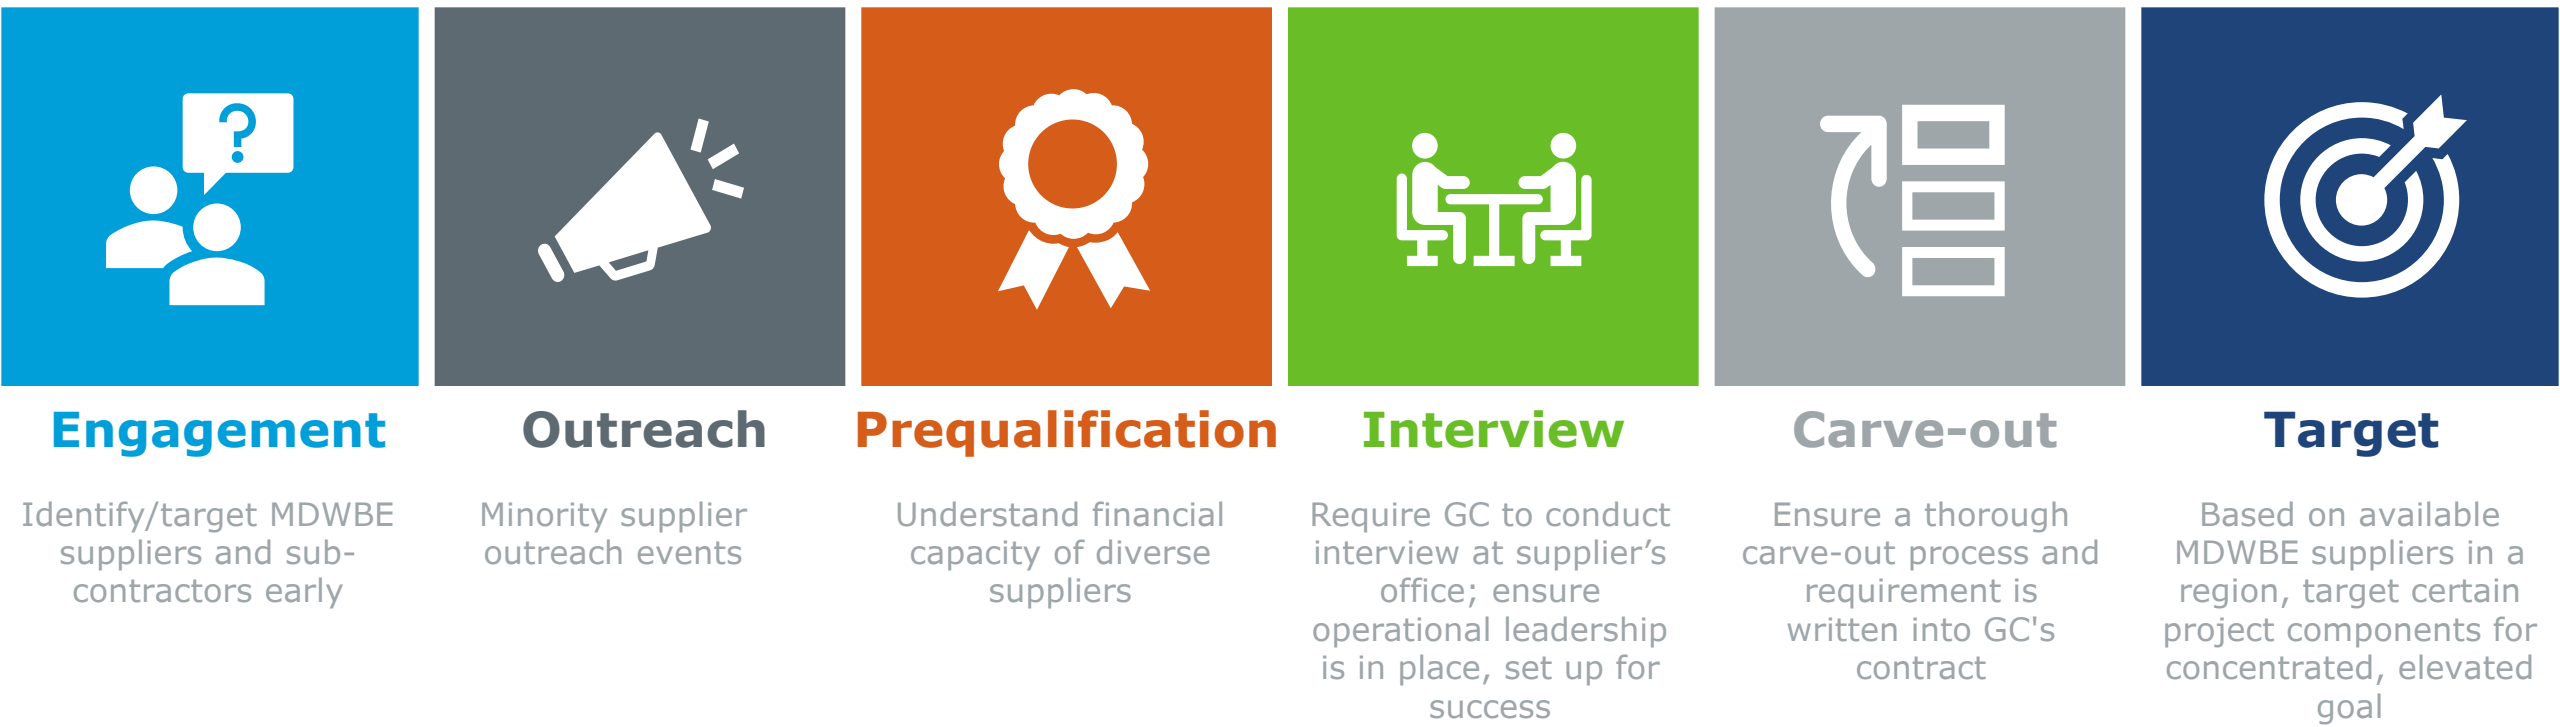 ?
Engagement
Identify/target MDWBE
suppliers and sub-
contractors early
Outreach
Minority supplier
outreach events
Prequalification
Understand financial
capacity of diverse
suppliers
Interview
Require GC to conduct
interview at supplier’s
office; ensure
operational leadership
is in place, set up for
success
Carve-out
Ensure a thorough
carve-out process and
requirement is
written into GC's
contract
Target
Based on available
MDWBE suppliers in a
region, target certain
project components for
concentrated, elevated
goal